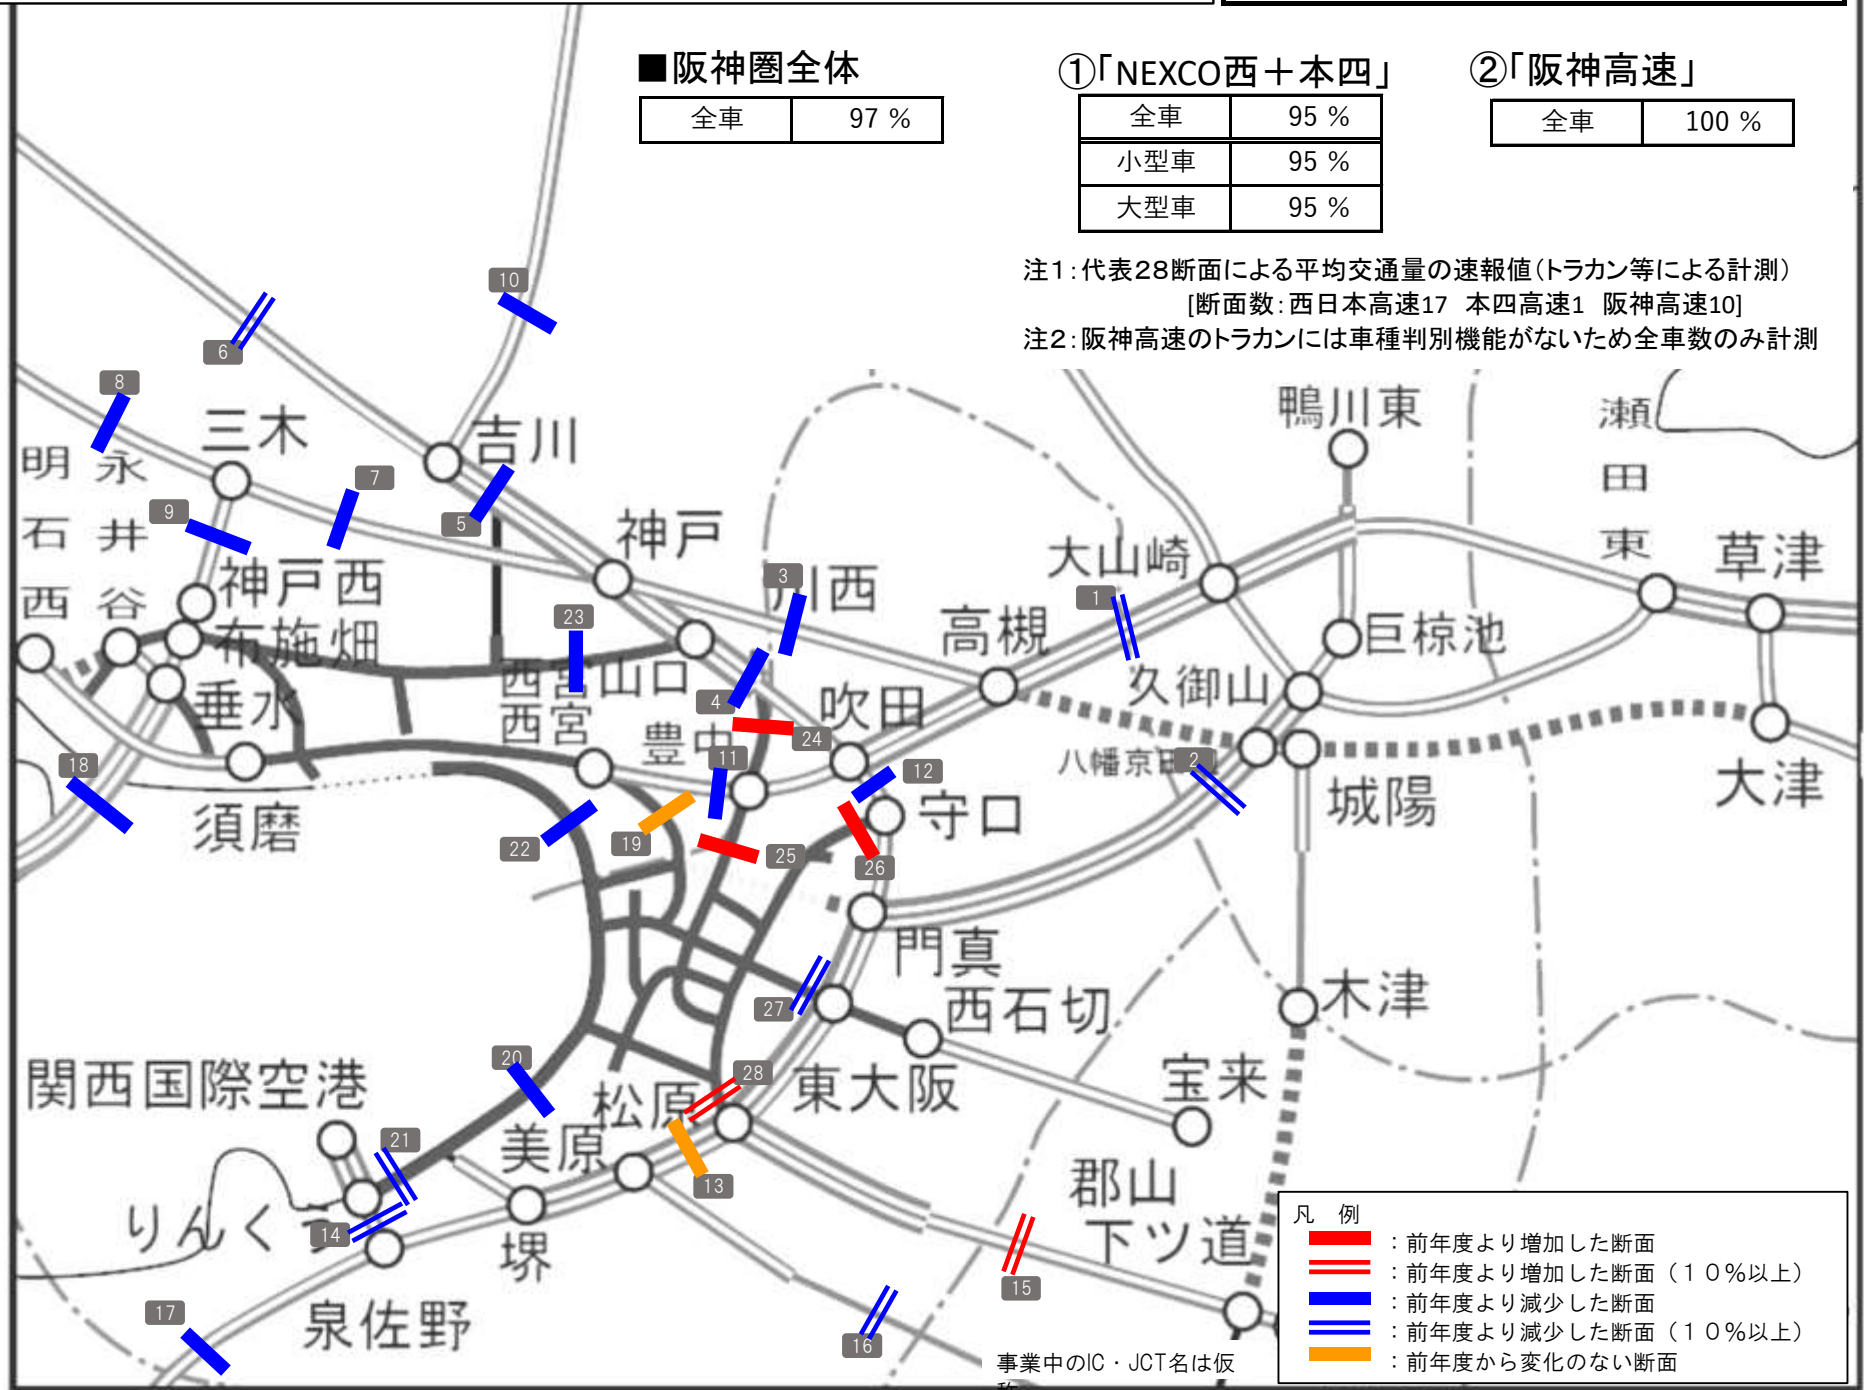 ■阪神圏全体
全車 97 %
①「NEXCO西＋本四」
全車 95 %
小型車 95 %
大型車 95 %
②「阪神高速」
全車 100 %
注1：代表28断面による平均交通量の速報値（トラカン等による計測）
[断面数：西日本高速17 本四高速1 阪神高速10]
注2：阪神高速のトラカンには車種判別機能がないため全車数のみ計測
10
6
8
三木
吉川
鴨川東
瀬田東
明石西
永井谷
7
9
5
神戸
大山崎
草津
神戸西
3
川西
1
高槻
23
布施畑
巨椋池
西宮山口
久御山
垂水
西宮
4
吹田
豊中
24
18
11
12
八幡京田
2
大津
須磨
守口
城陽
22
19
25
26
門真
27
西石切
木津
20
関西国際空港
28
松原
東大阪
宝来
21
美原
13
郡山
りんくう
14
下ツ道
堺
15
17
泉佐野
16
事業中のIC・JCT名は仮
凡 例
：前年度より増加した断面
：前年度より増加した断面（１０％以上）
：前年度より減少した断面
：前年度より減少した断面（１０％以上）
：前年度から変化のない断面